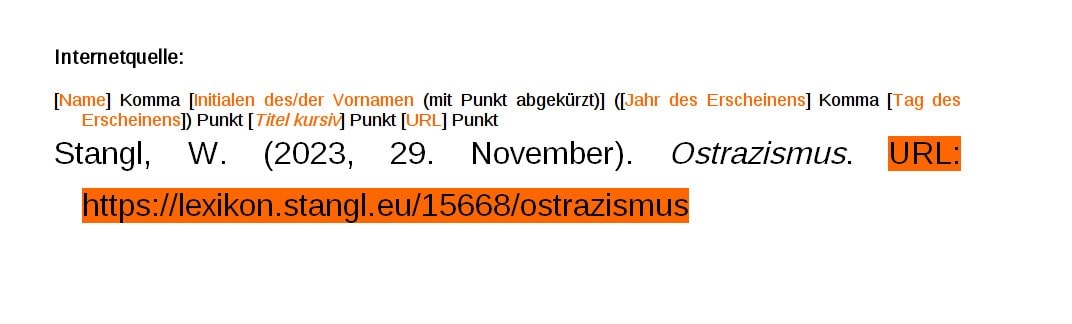 Internetquelle:
[Name] Komma [Initialen des/der Vornamen (mit Punkt abgekürzt)] ([Jahr des Erscheinens] Komma [Tag des
Erscheinens]) Punkt [Titel kursiv] Punkt [URL] Punkt
Stangl, W. (2023, 29. November). Ostrazismus. URL:
https://lexikon.stangl.eu/15668/ostrazismus